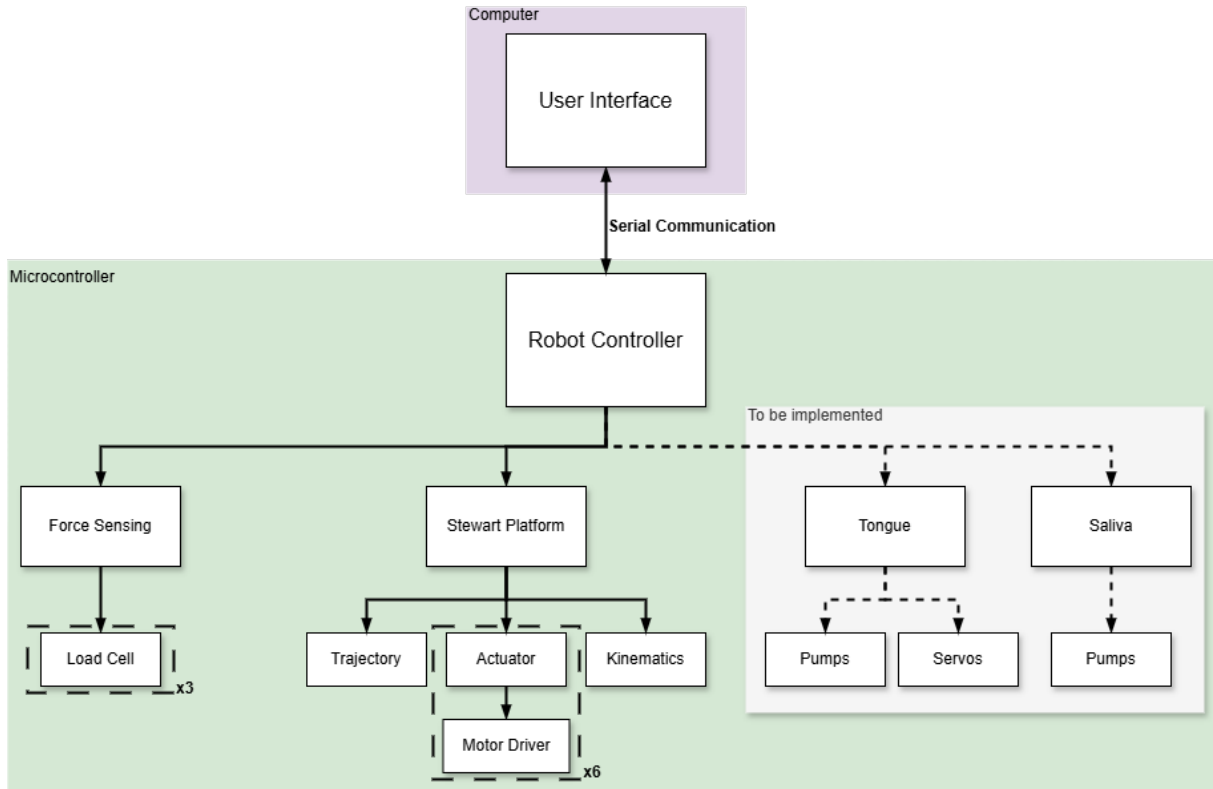 Computer
User Interface
Serial Communication
Microcontroller
Robot Controller
To be implemented
Force Sensing
Stewart Platform
Tongue
Saliva
Load Cell
x3
Trajectory
Actuator
Kinematics
Pumps
Servos
Pumps
Motor Driver
x6